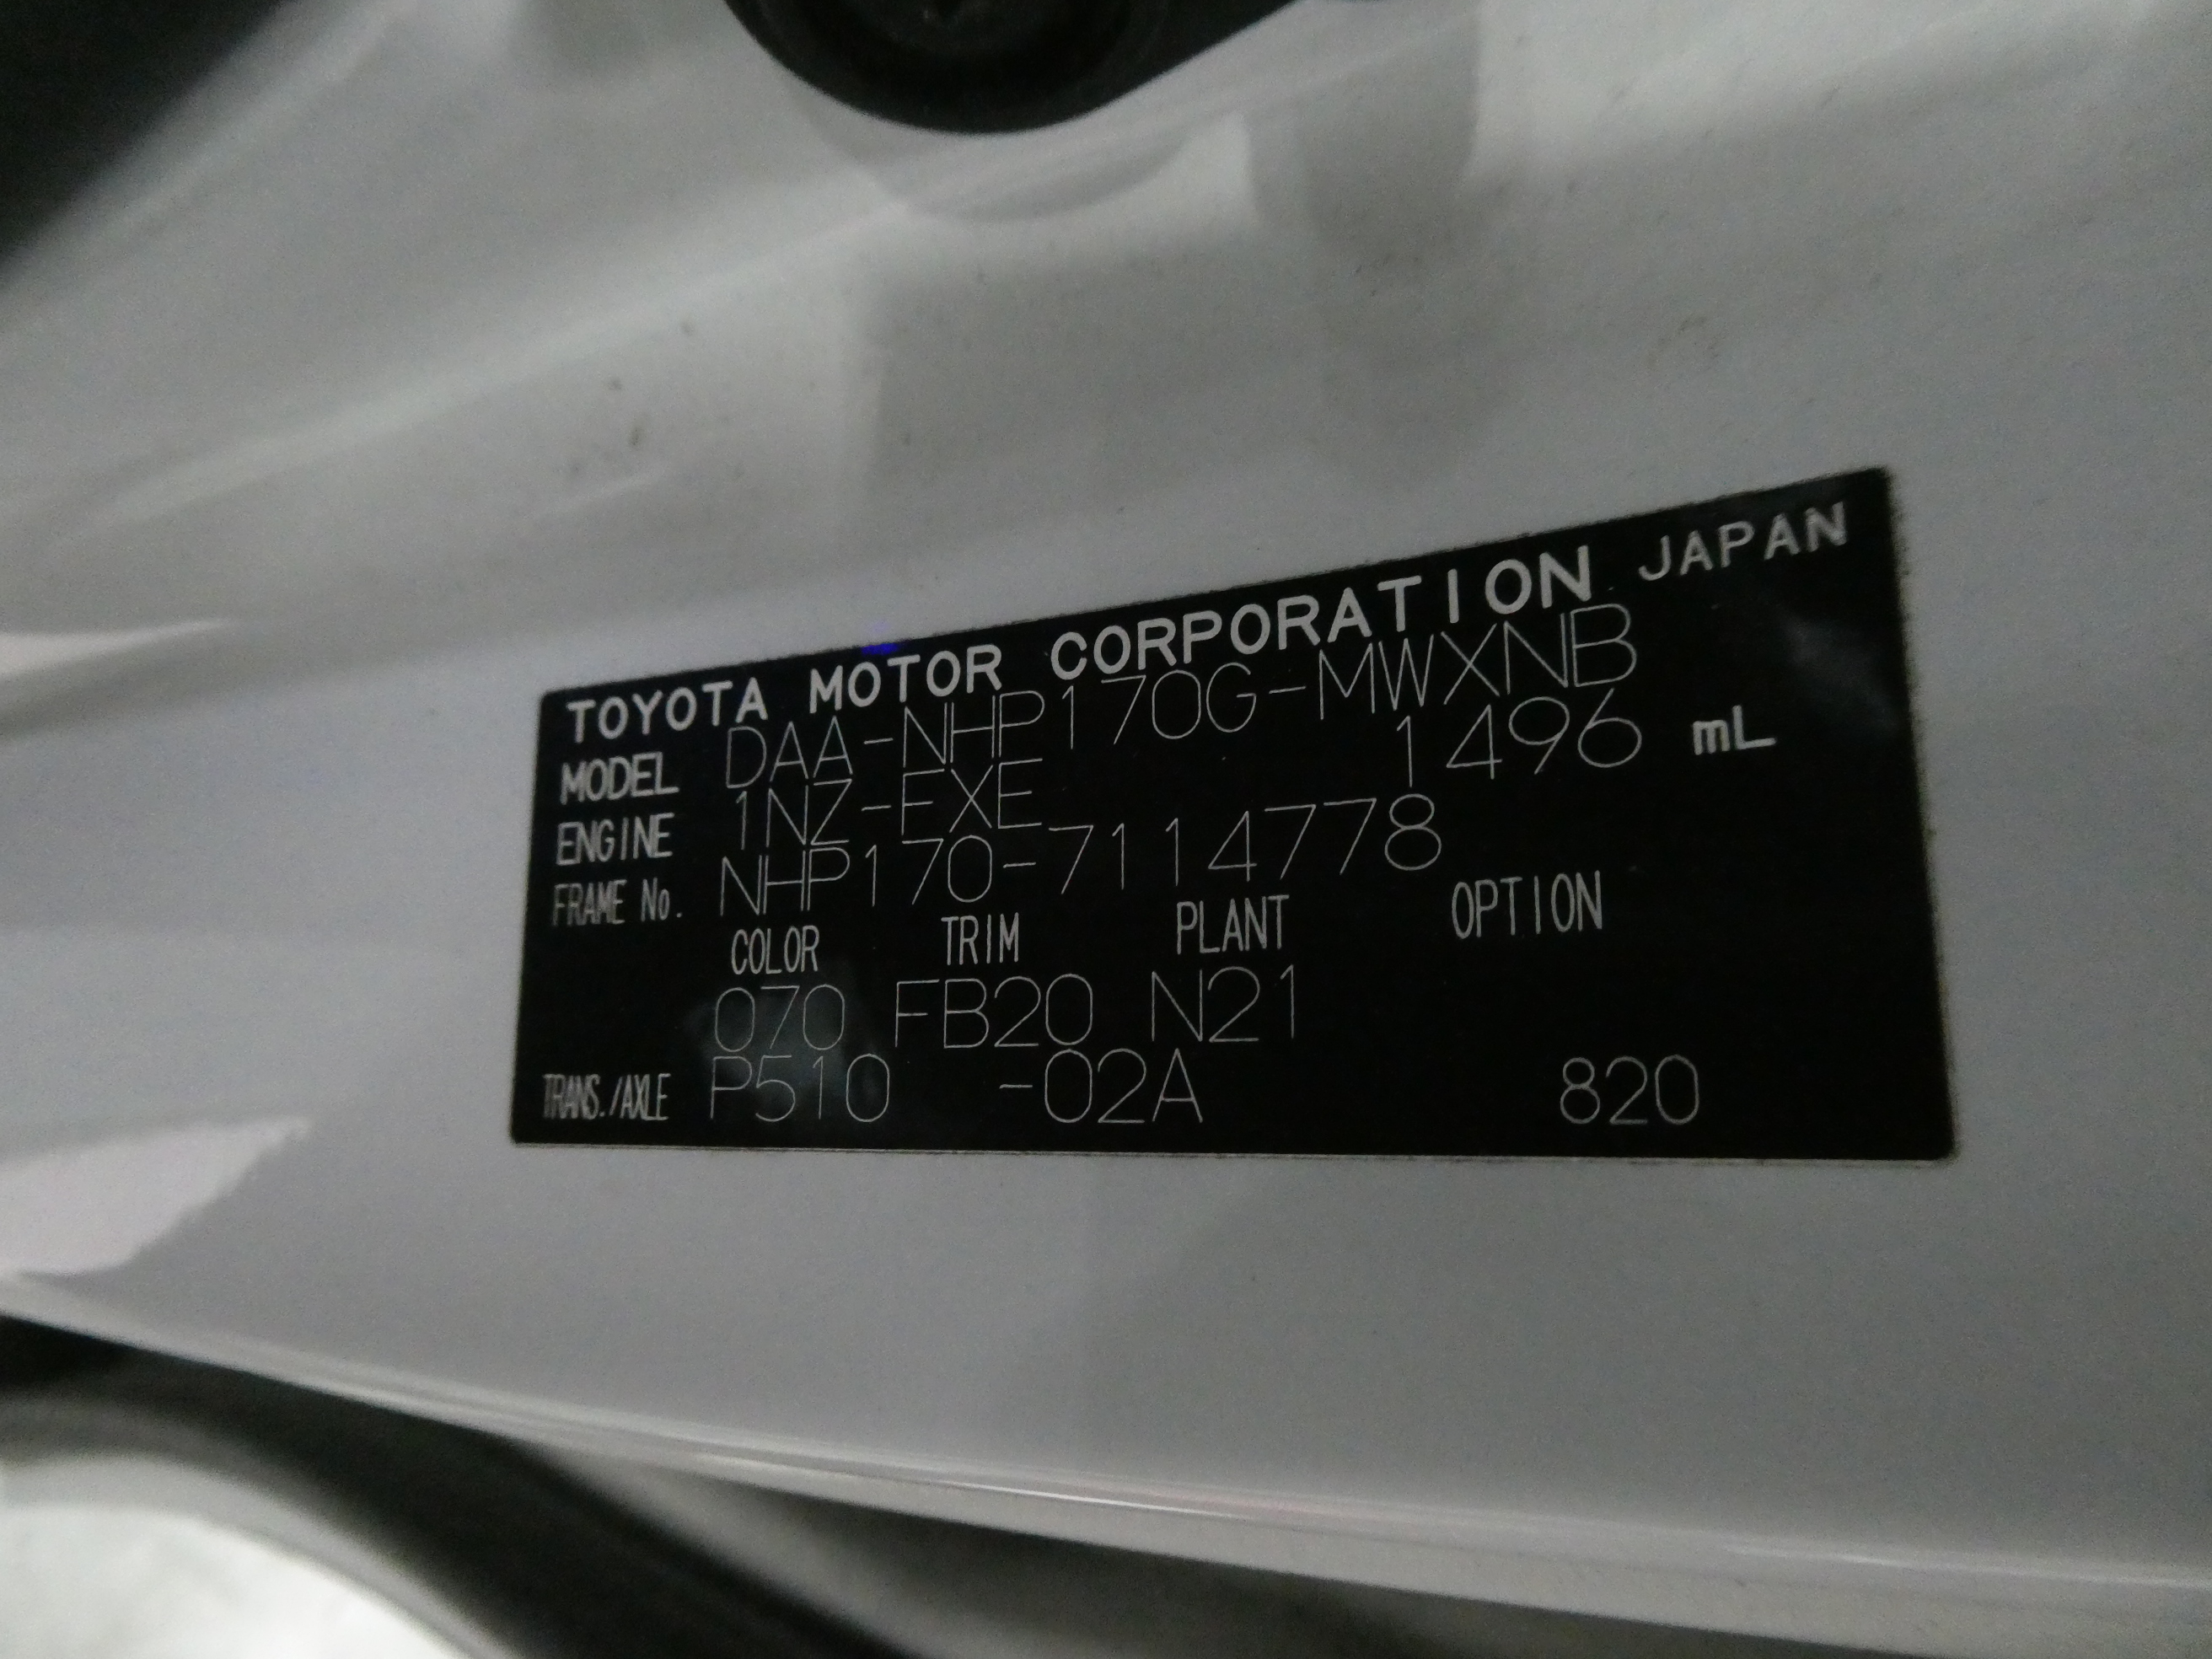 TOYOTA MOTOR CORPORATION JAPAN
MODEL DAA-NHP170G-MWXNB
ENGINE 1NZ-FXE 1496 mL
FRAME No. NHP170-7114778
COLOR TRIM PLANT OPTION
070 FB20 N21
TRANS./AXLE P510 -02A 820